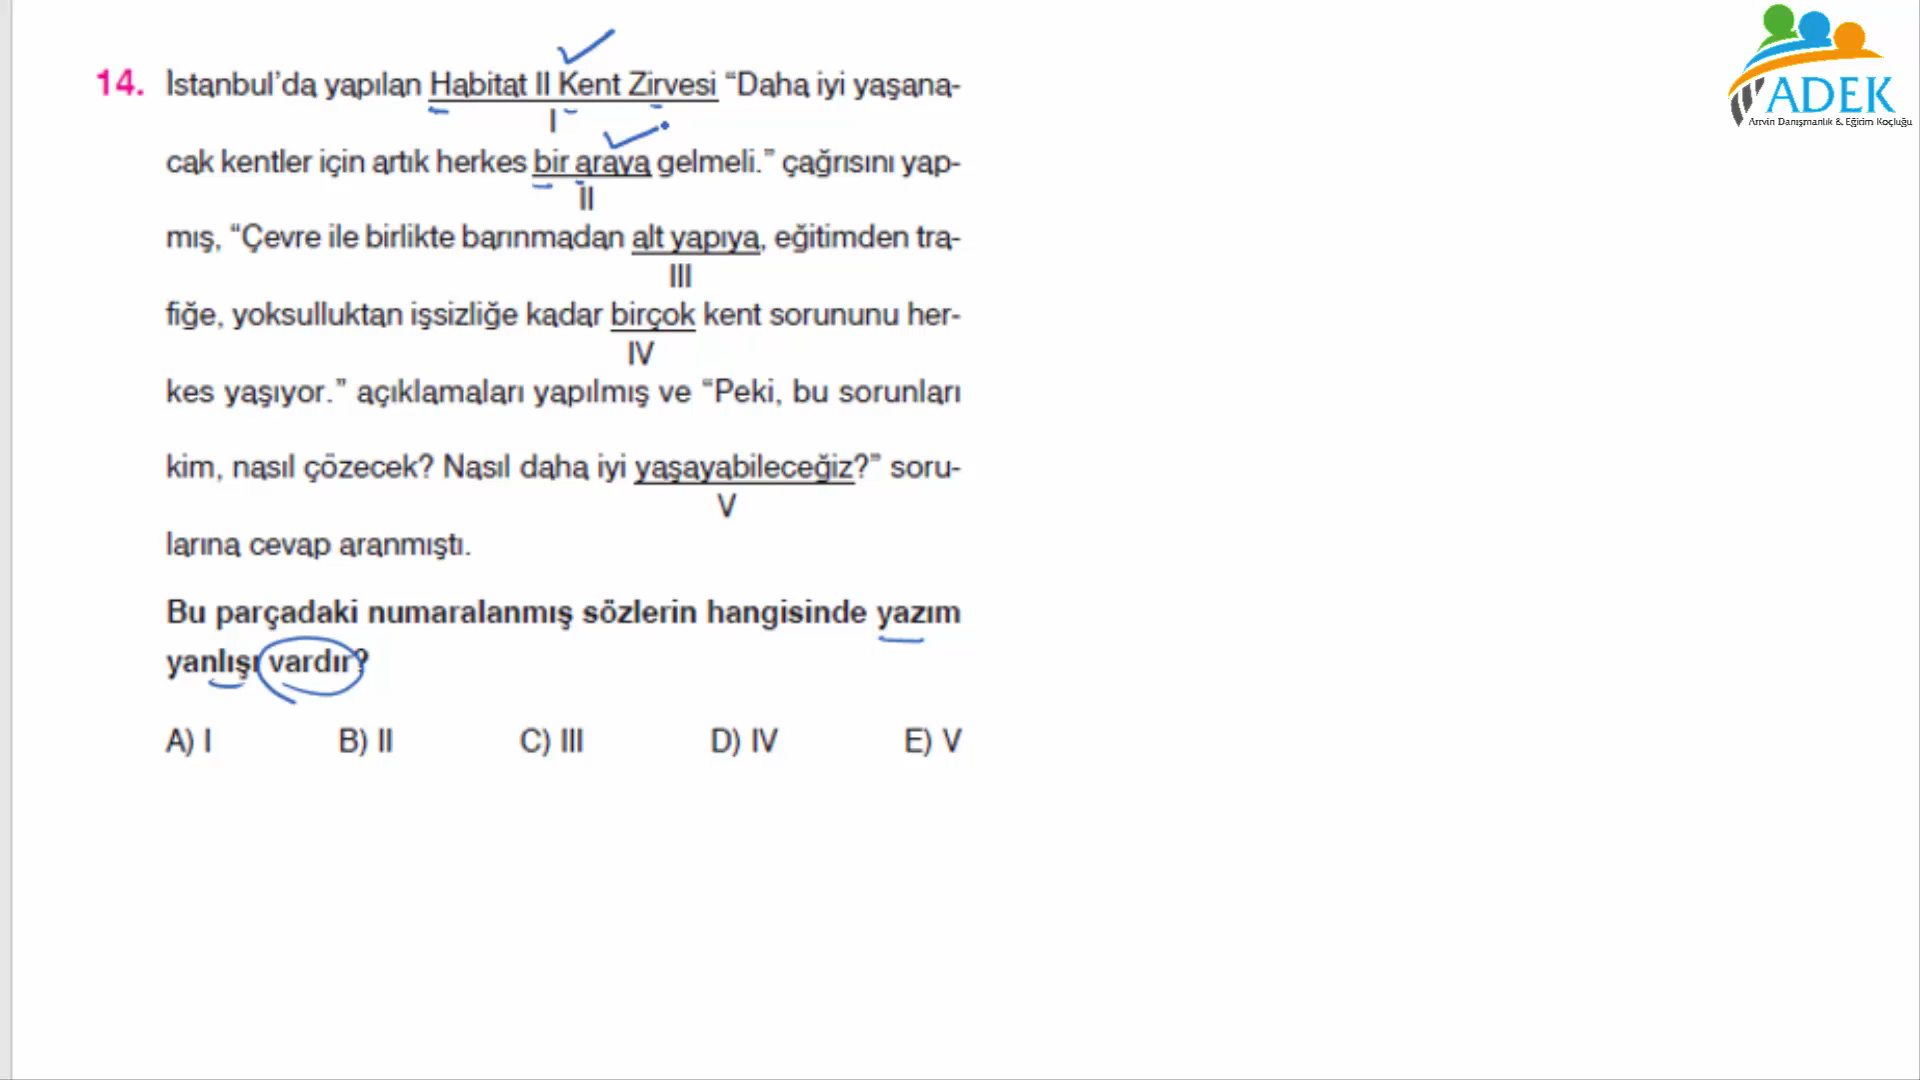 ADEK
Artvin Danışmanlık & Eğitim Koçluğu
14. İstanbul’da yapılan Habitat II Kent Zirvesi “Daha iyi yaşana-
I
cak kentler için artık herkes bir araya gelmeli.” çağrısını yap-
II
mış, “Çevre ile birlikte barınmadan alt yapıya, eğitimden tra-
III
fiğe, yoksulluktan işsizliğe kadar birçok kent sorununu her-
IV
kes yaşıyor.” açıklamaları yapılmış ve “Peki, bu sorunları
kim, nasıl çözecek? Nasıl daha iyi yaşayabileceğiz?” soru-
V
larına cevap aranmıştı.
Bu parçadaki numaralanmış sözlerin hangisinde yazım
yanlışı vardır?
A) I B) II C) III D) IV E) V